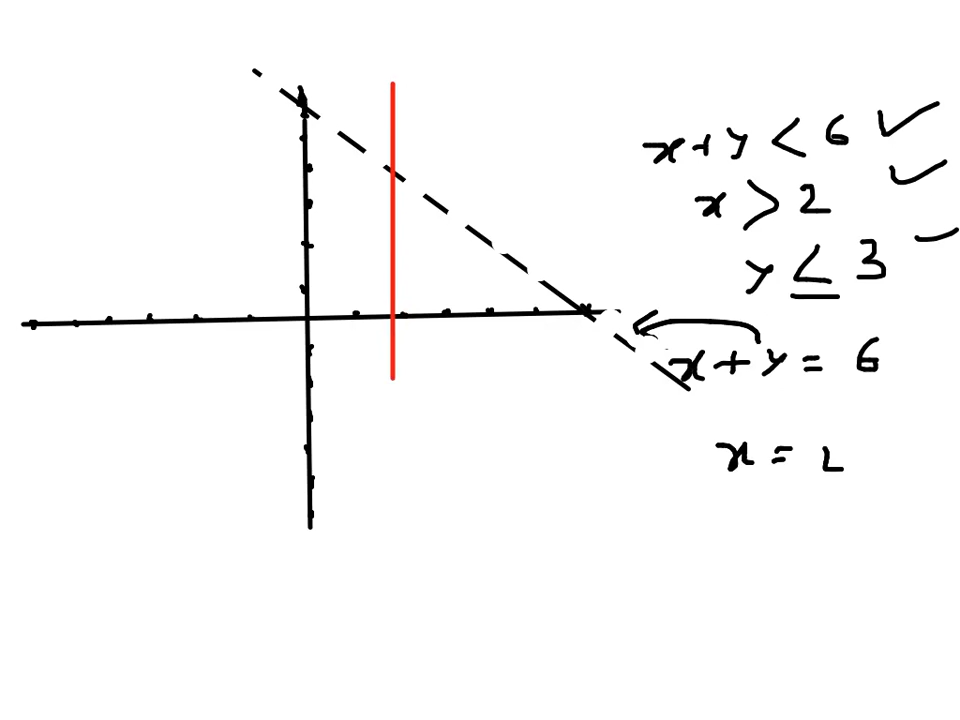 x+y < 6 ✓
x > 2 ✓
y ≤ 3
x+y = 6
x = 2